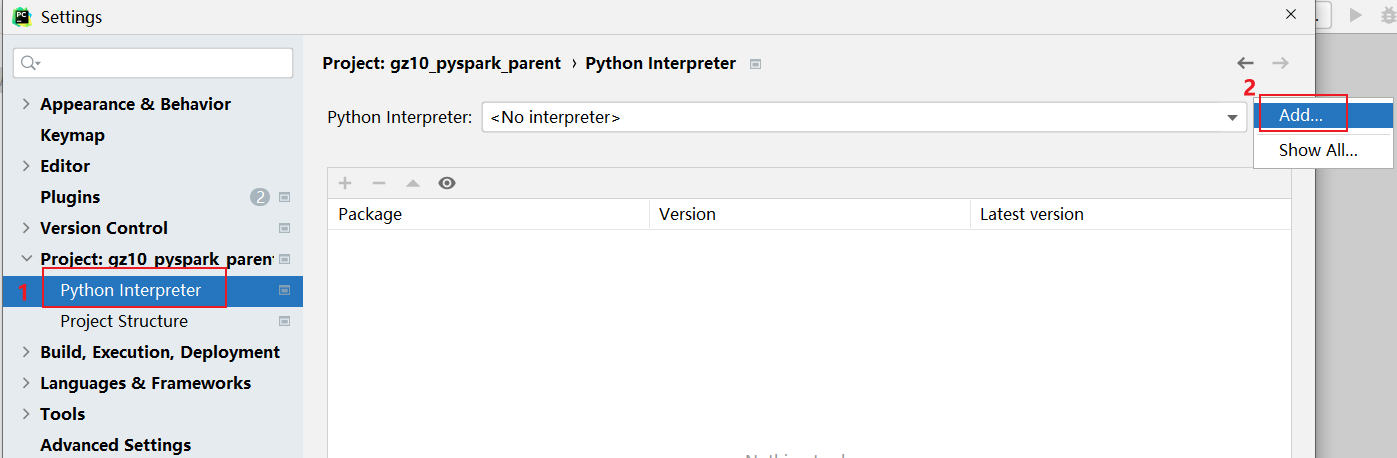 Settings
Project: gz10_pyspark_parent › Python Interpreter
2
Appearance & Behavior
Python Interpreter: <No interpreter>
Add...
Keymap
Show All...
Editor
Plugins 2
Package Version Latest version
Version Control
Project: gz10_pyspark_parent
1 Python Interpreter
Project Structure
Build, Execution, Deployment
Languages & Frameworks
Tools
Advanced Settings